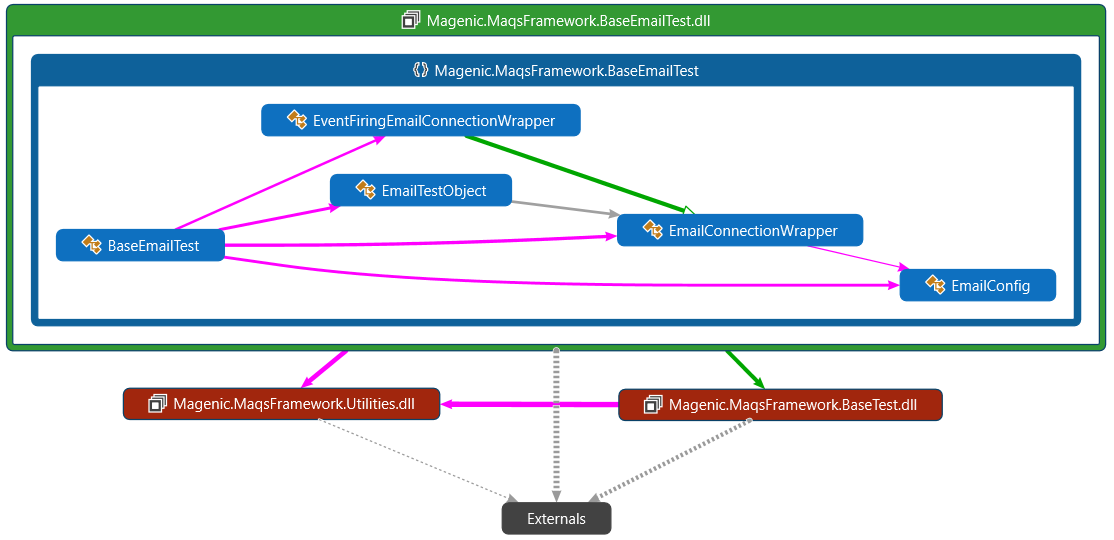 Magenic.MaqsFramework.BaseEmailTest.dll
Magenic.MaqsFramework.BaseEmailTest
EventFiringEmailConnectionWrapper
EmailTestObject
EmailConnectionWrapper
BaseEmailTest
EmailConfig
Magenic.MaqsFramework.Utilities.dll
Magenic.MaqsFramework.BaseTest.dll
Externals